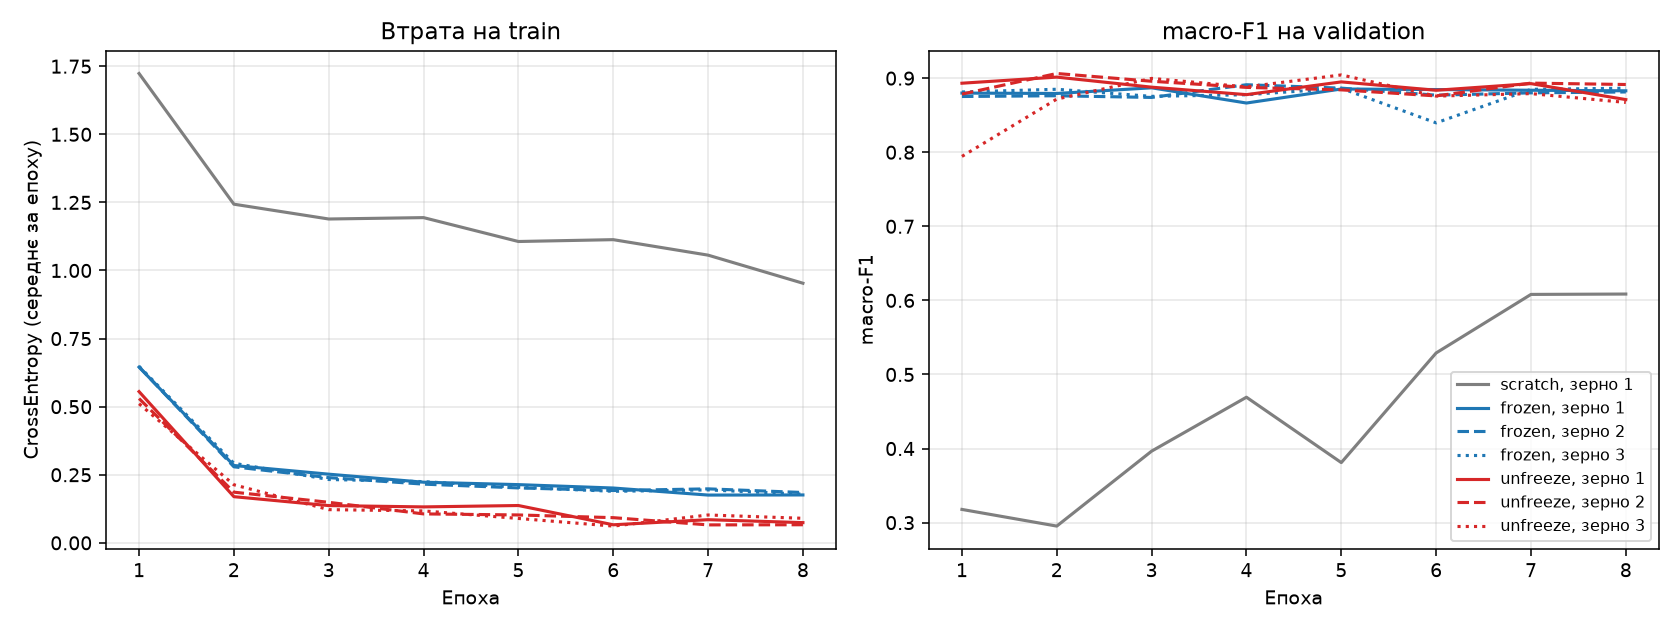 Втрата на train
CrossEntropy (середнє за епоху)
1.75
1.50
1.25
1.00
0.75
0.50
0.25
0.00
1 2 3 4 5 6 7 8
Епоха
macro-F1 на validation
macro-F1
0.9
0.8
0.7
0.6
0.5
0.4
0.3
scratch, зерно 1
frozen, зерно 1
frozen, зерно 2
frozen, зерно 3
unfreeze, зерно 1
unfreeze, зерно 2
unfreeze, зерно 3
1 2 3 4 5 6 7 8
Епоха